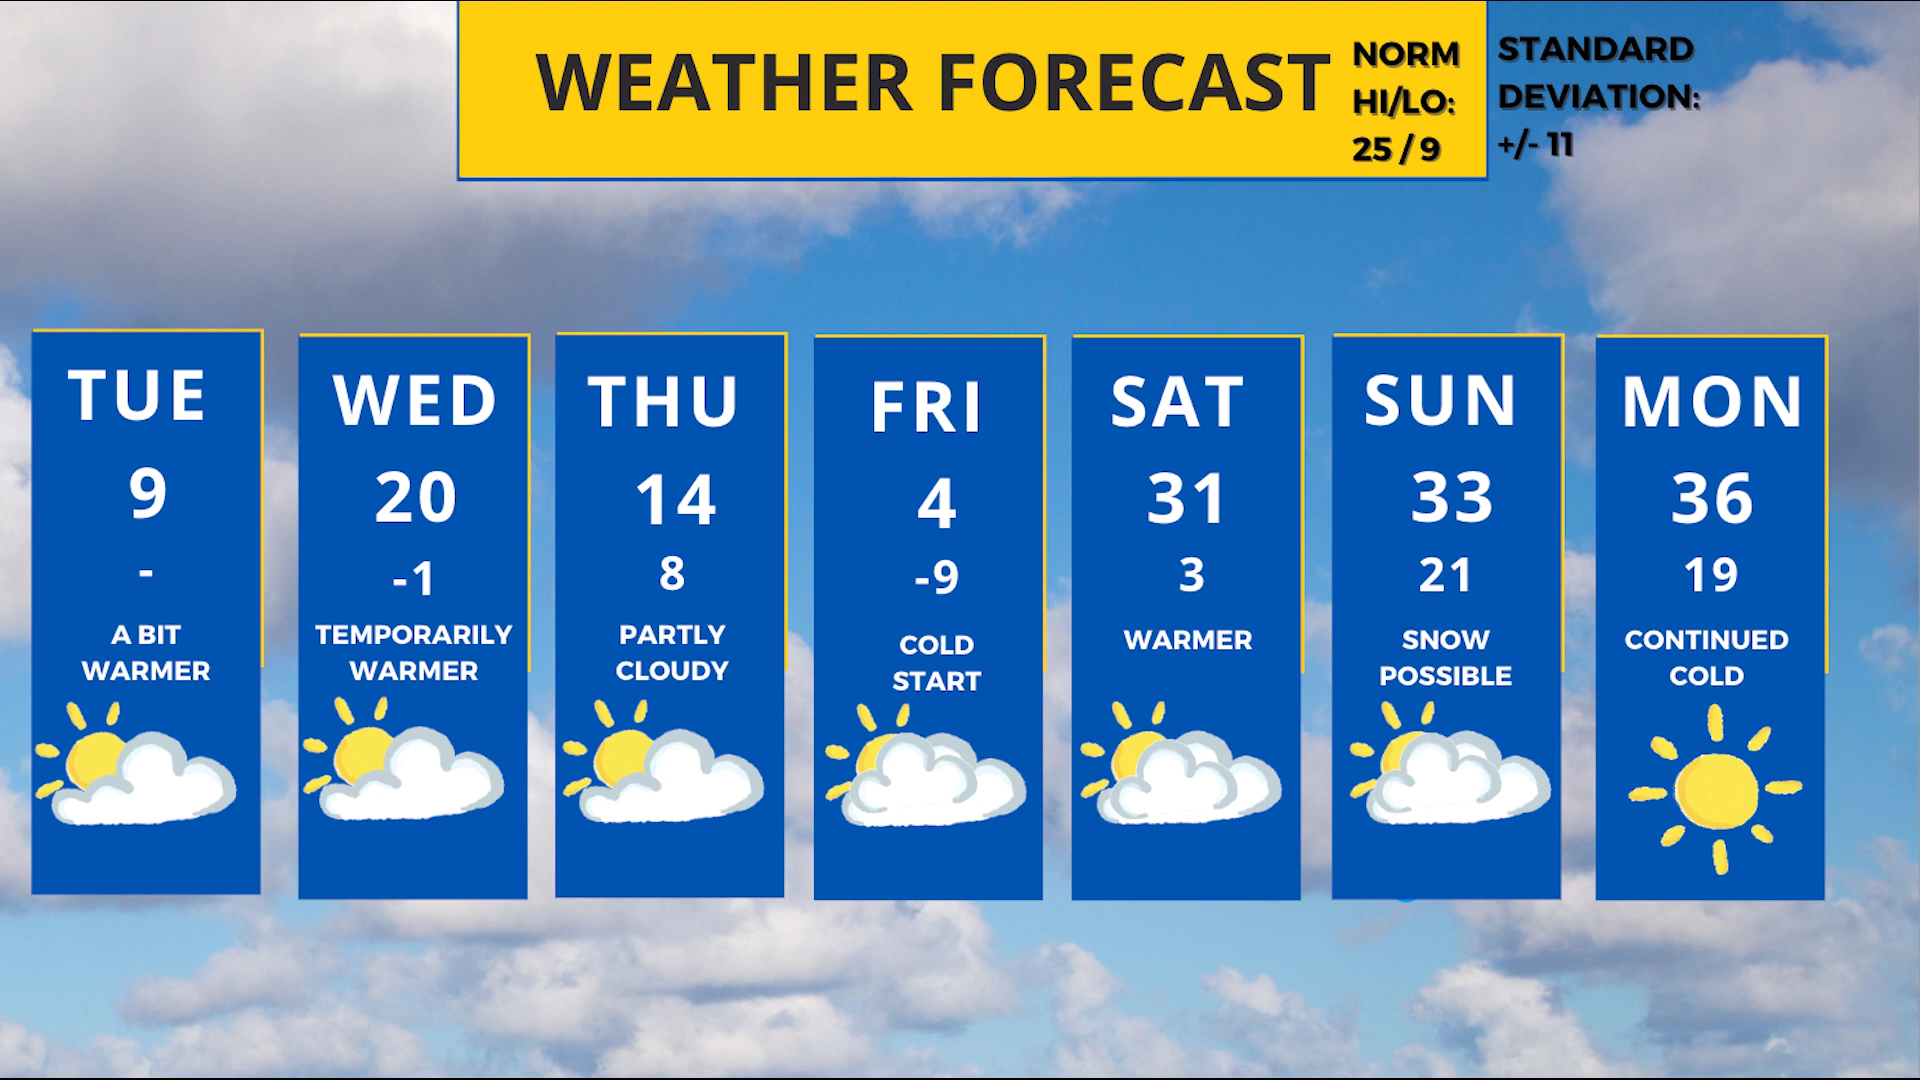 WEATHER FORECAST
NORM
HI/LO:
25 / 9
STANDARD
DEVIATION:
+/- 11
TUE
9
-
A BIT
WARMER
WED
20
-1
TEMPORARILY
WARMER
THU
14
8
PARTLY
CLOUDY
FRI
4
-9
COLD
START
SAT
31
3
WARMER
SUN
33
21
SNOW
POSSIBLE
MON
36
19
CONTINUED
COLD